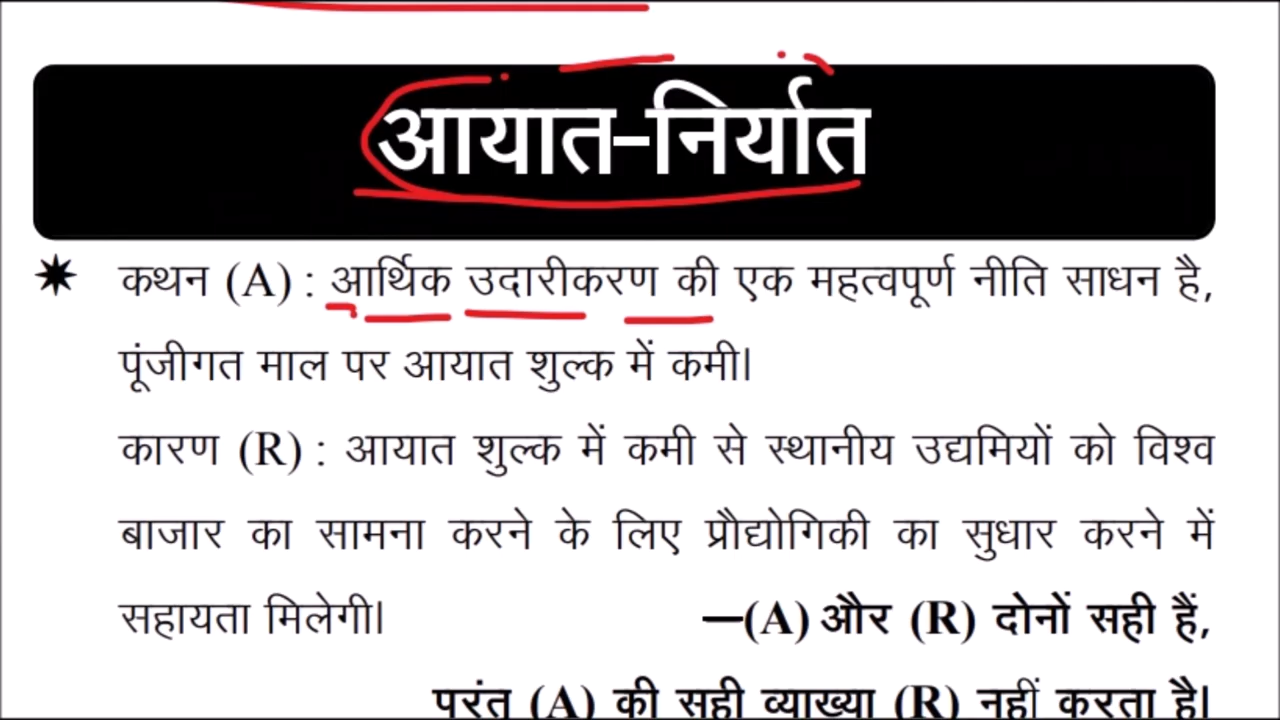 आयात-निर्यात
✷ कथन (A) : आर्थिक उदारीकरण की एक महत्वपूर्ण नीति साधन है,
पूंजीगत माल पर आयात शुल्क में कमी।
कारण (R) : आयात शुल्क में कमी से स्थानीय उद्यमियों को विश्व
बाजार का सामना करने के लिए प्रौद्योगिकी का सुधार करने में
सहायता मिलेगी। —(A) और (R) दोनों सही हैं,
परंतु (A) की सही व्याख्या (R) नहीं करता है।